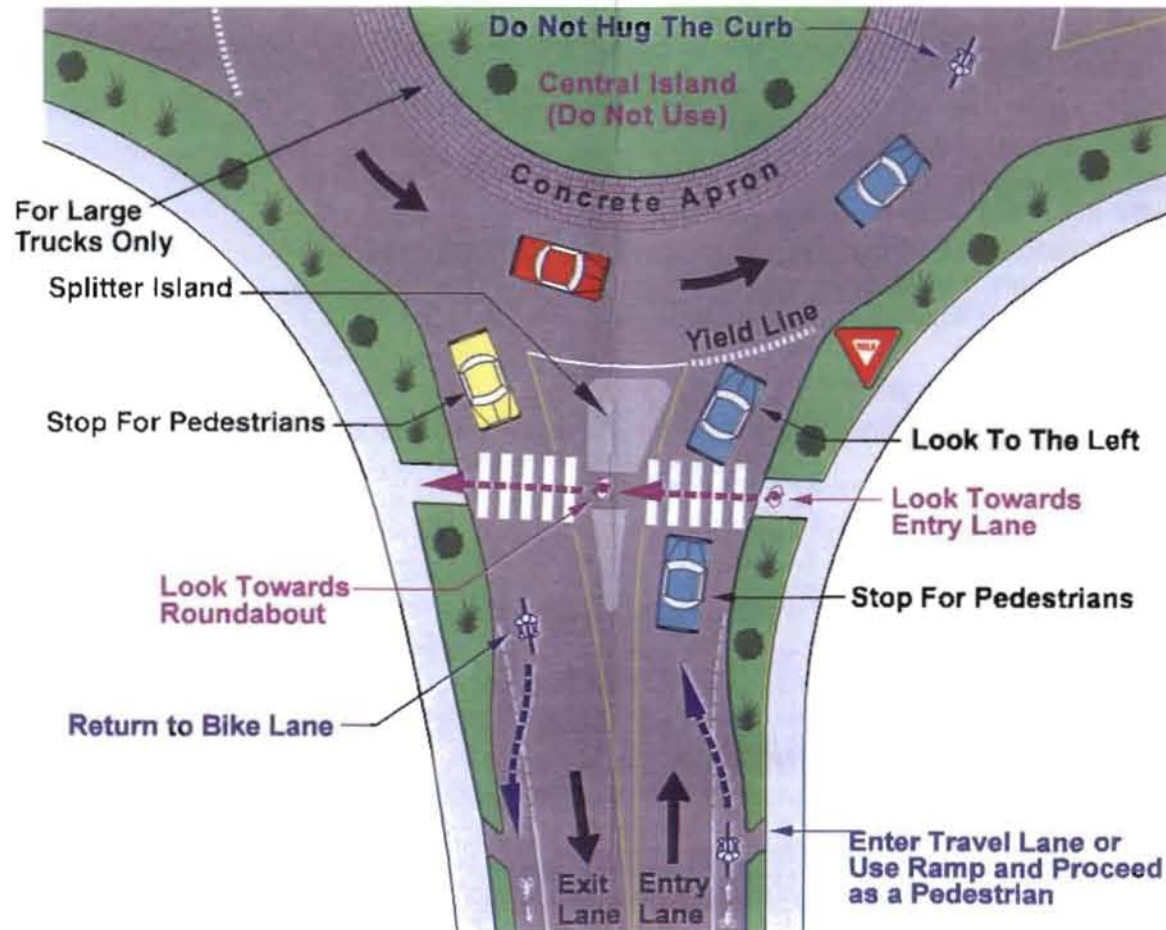 Do Not Hug The Curb
Central Island
(Do Not Use)
Concrete Apron
For Large
Trucks Only
Splitter Island
Yield Line
Stop For Pedestrians
Look To The Left
Look Towards
Entry Lane
Look Towards
Roundabout
Stop For Pedestrians
Return to Bike Lane
Enter Travel Lane or
Use Ramp and Proceed
as a Pedestrian
Exit
Lane
Entry
Lane